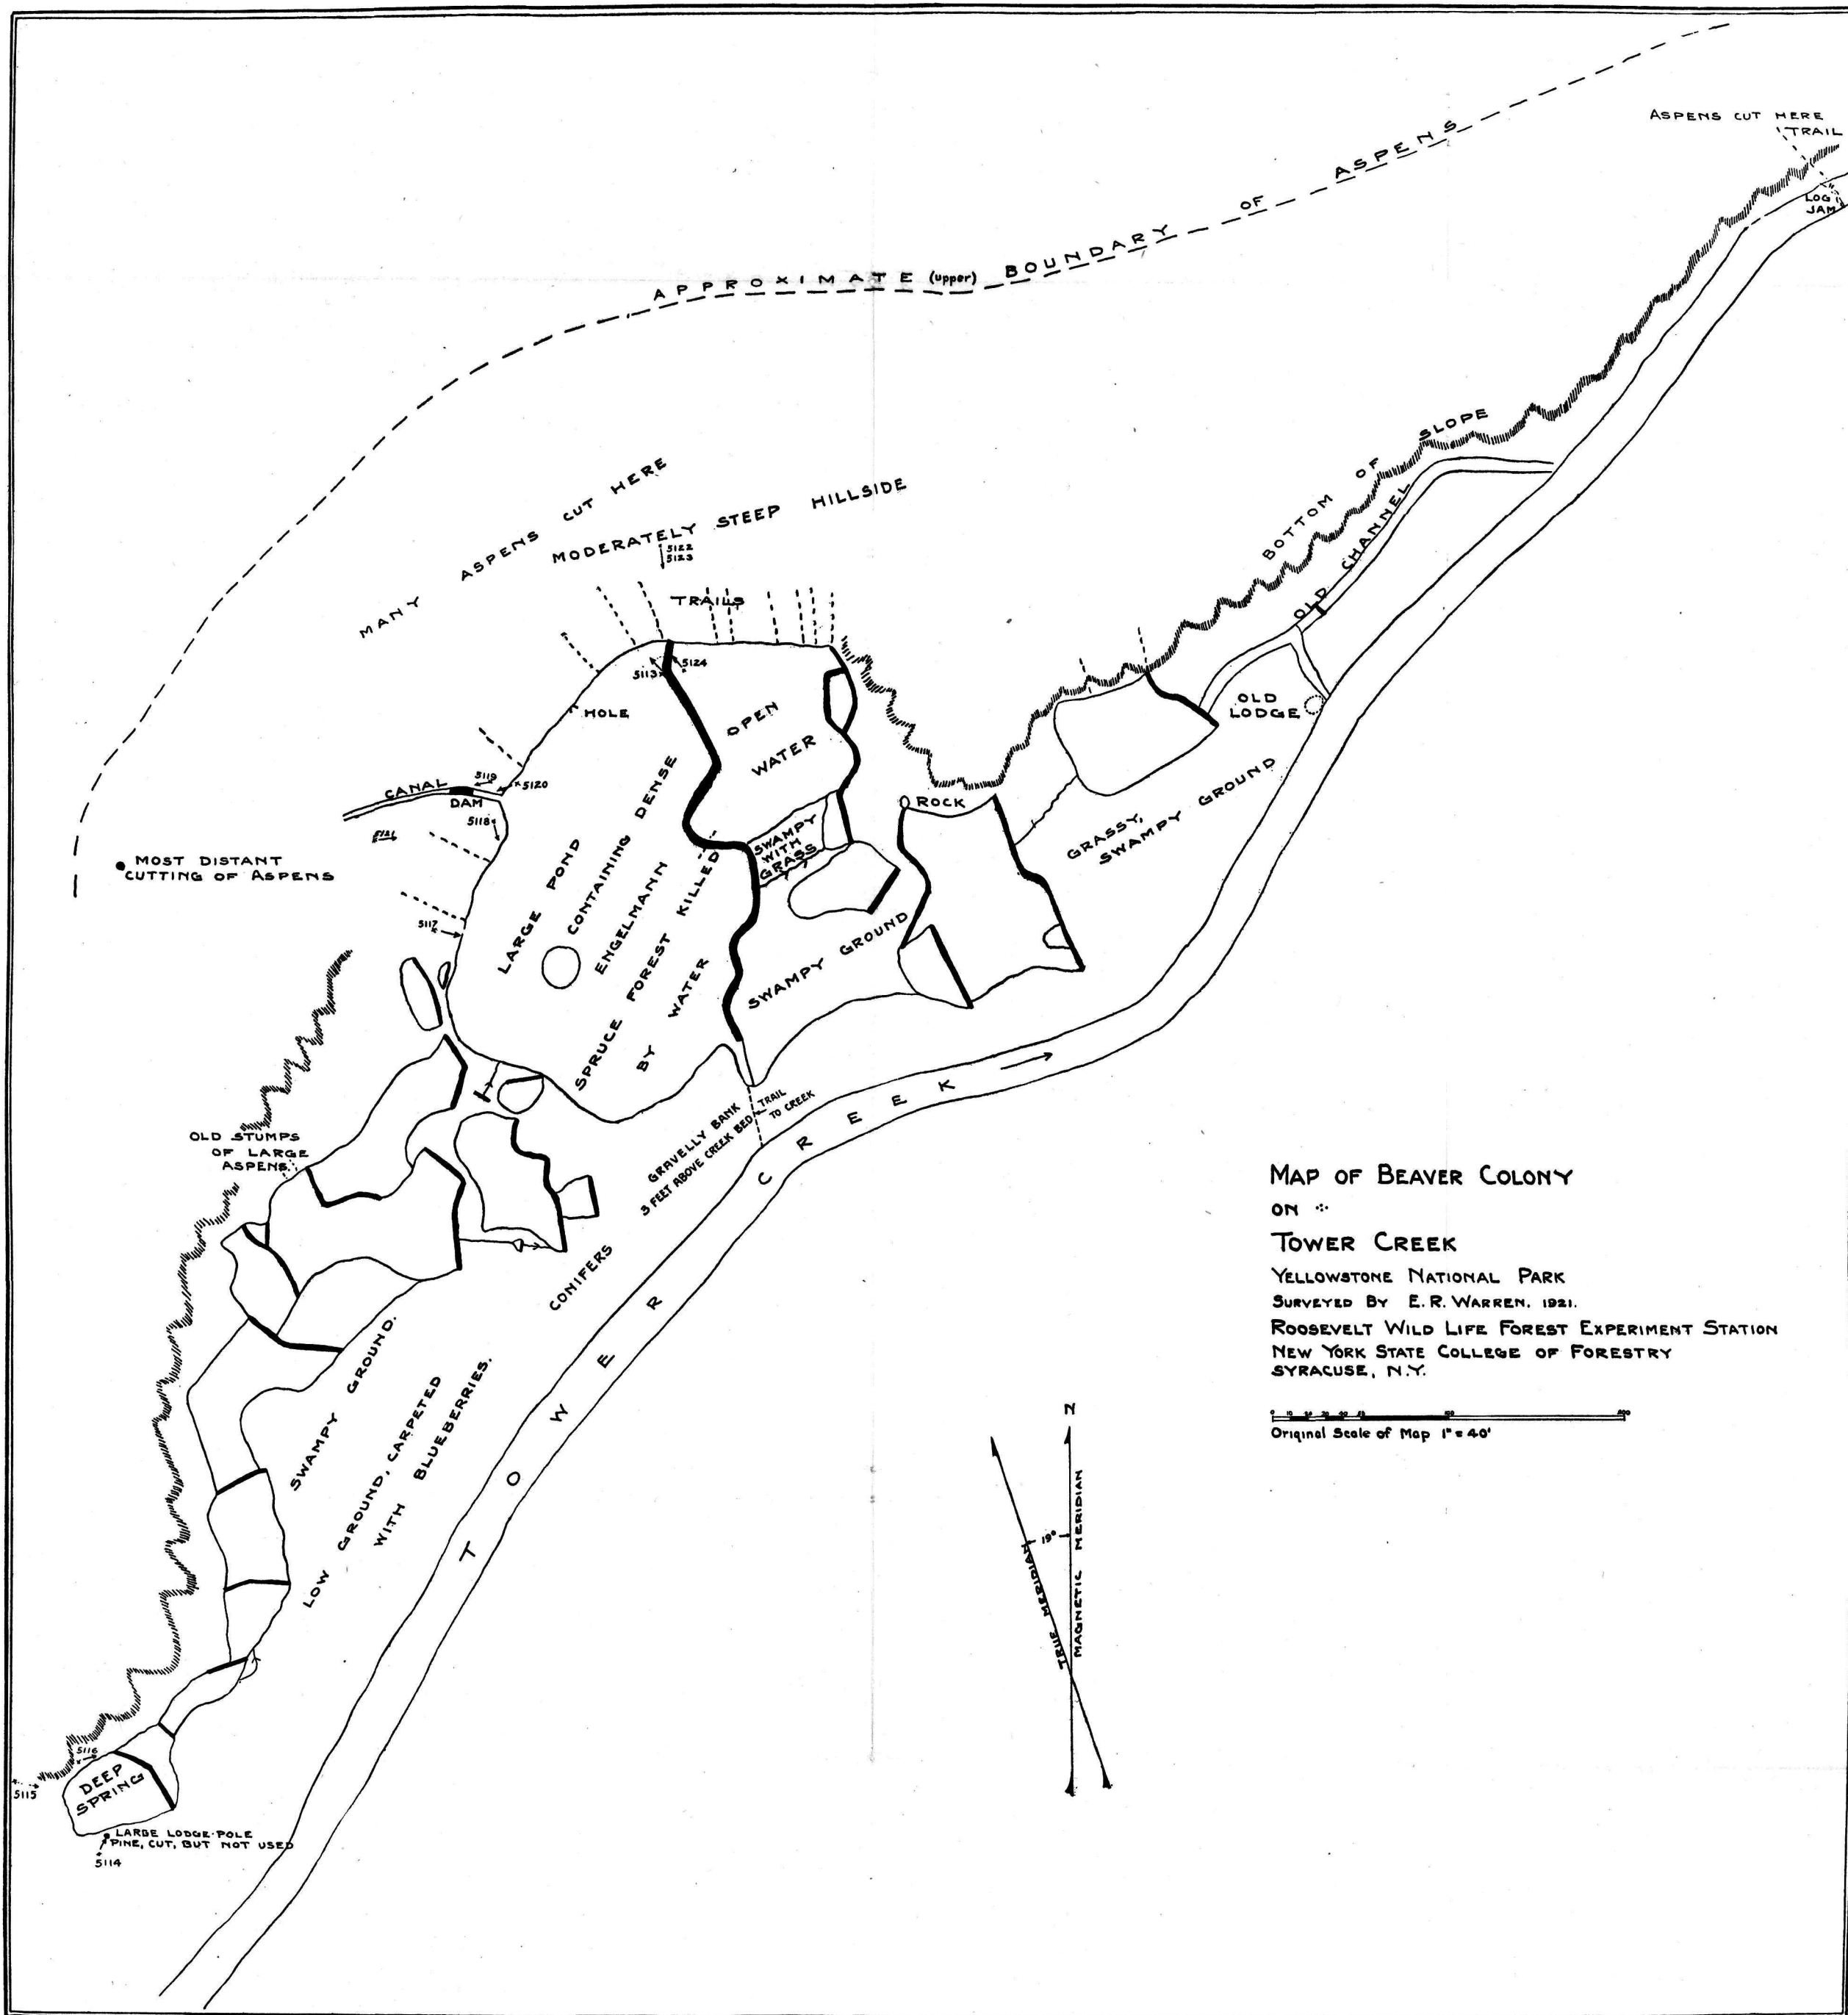 ASPENS CUT HERE
TRAIL
LOG
JAM
APPROXIMATE (upper) BOUNDARY OF ASPENS
BOTTOM OF SLOPE
OLD CHANNEL
MANY ASPENS CUT HERE
MODERATELY STEEP HILLSIDE
5122
5123
TRAILS
5124
5113
HOLE
OPEN
WATER
OLD
LODGE
CANAL
DAM
5119
5120
5118
5121
ROCK
GRASSY,
SWAMPY GROUND
SWAMPY
WITH
GRASS
MOST DISTANT
CUTTING OF ASPENS
LARGE POND
CONTAINING DENSE
ENGELMANN
SPRUCE FOREST KILLED
BY WATER
5117
SWAMPY GROUND
GRAVELLY BANK
3 FEET ABOVE CREEK BED
TRAIL
TO CREEK
OLD STUMPS
OF LARGE
ASPENS
CONIFERS
TOWER CREEK
SWAMPY GROUND.
LOW GROUND, CARPETED
WITH BLUEBERRIES.
5116
5115
DEEP
SPRING
LARGE LODGE-POLE
PINE, CUT, BUT NOT USED
5114
MAP OF BEAVER COLONY
ON
TOWER CREEK
YELLOWSTONE NATIONAL PARK
SURVEYED BY E. R. WARREN. 1921.
ROOSEVELT WILD LIFE FOREST EXPERIMENT STATION
NEW YORK STATE COLLEGE OF FORESTRY
SYRACUSE, N.Y.
Original Scale of Map 1" = 40'
N
19°
TRUE MERIDIAN
MAGNETIC MERIDIAN